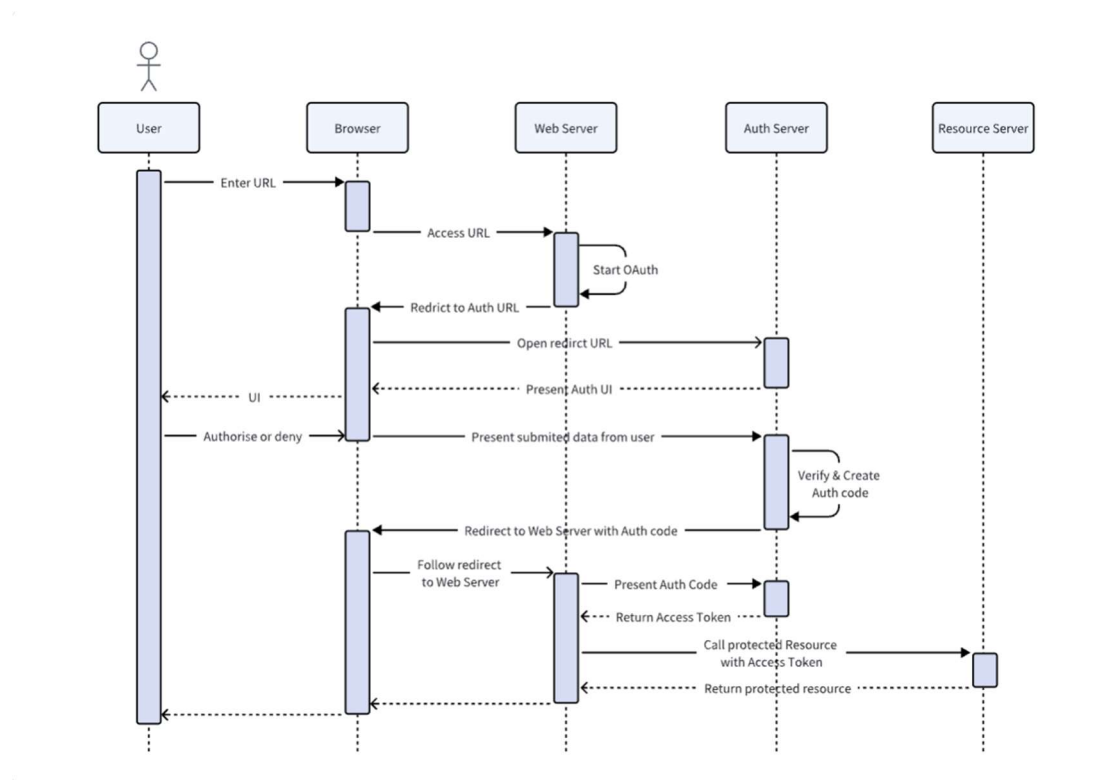 User
Browser
Web Server
Auth Server
Resource Server
Enter URL
Access URL
Start OAuth
Redrict to Auth URL
Open redirct URL
Present Auth UI
UI
Authorise or deny
Present submited data from user
Verify & Create
Auth code
Redirect to Web Server with Auth code
Follow redirect
to Web Server
Present Auth Code
Return Access Token
Call protected Resource
with Access Token
Return protected resource